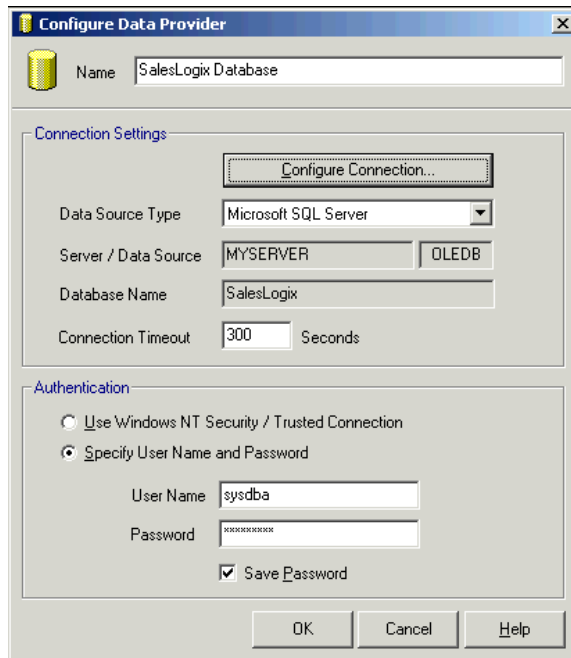 Configure Data Provider
Name SalesLogix Database
Connection Settings
Configure Connection...
Data Source Type Microsoft SQL Server
Server / Data Source MYSERVER OLEDB
Database Name SalesLogix
Connection Timeout 300 Seconds
Authentication
Use Windows NT Security / Trusted Connection
Specify User Name and Password
User Name sysdba
Password *********
Save Password
OK Cancel Help